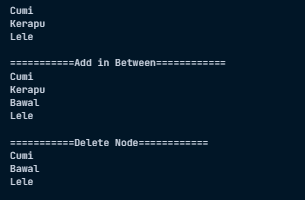 Cumi
Kerapu
Lele
===========Add in Between============
Cumi
Kerapu
Bawal
Lele
===========Delete Node============
Cumi
Bawal
Lele